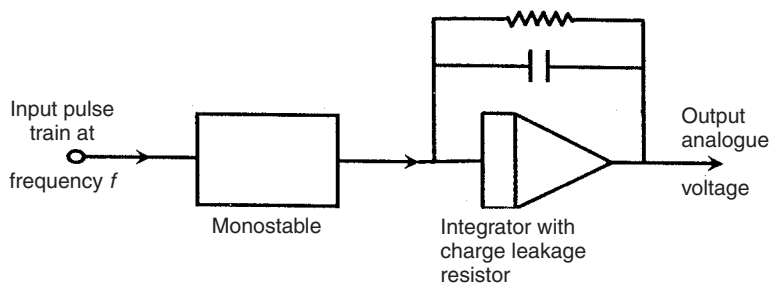 Input pulse
train at
frequency f
Monostable
Integrator with
charge leakage
resistor
Output
analogue
voltage